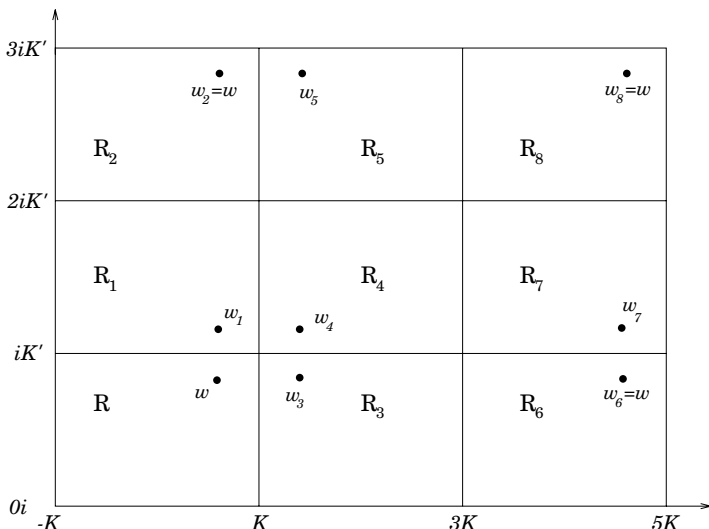 3iK'
w₂=w w₅ w₈=w
R₂ R₅ R₈
2iK'
R₁ R₄ R₇
w₁ w₄ w₇
iK'
w w₃ w₆=w
R R₃ R₆
0i
-K K 3K 5K